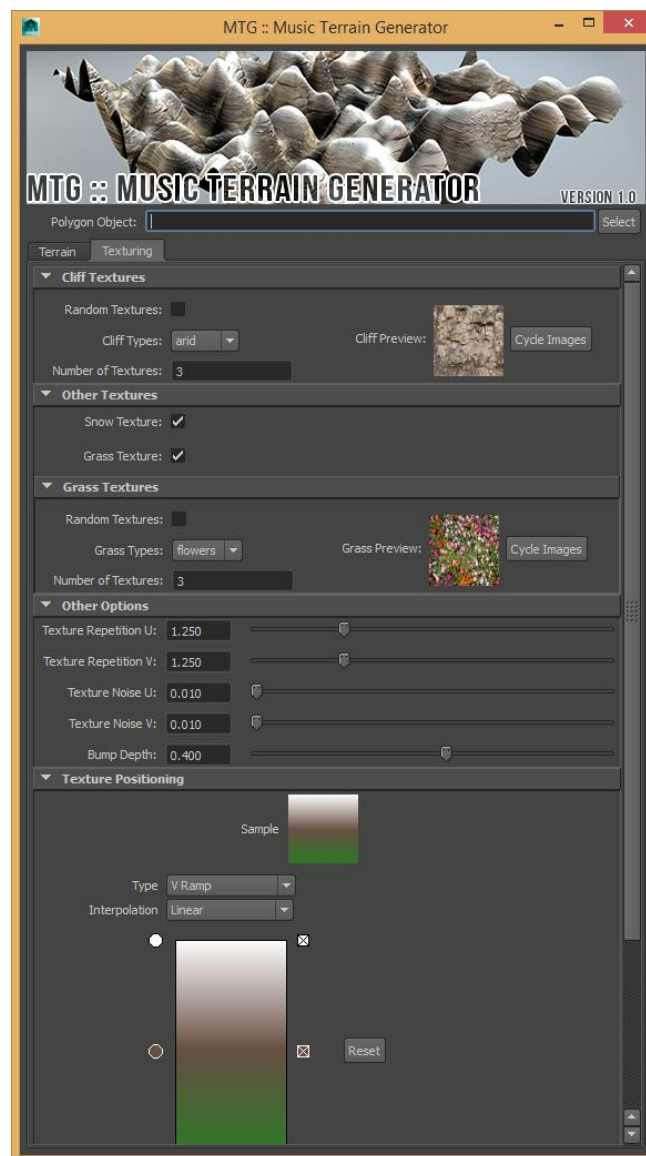 MTG :: Music Terrain Generator
MTG :: MUSIC TERRAIN GENERATOR
VERSION 1.0
Polygon Object: Select
Terrain Texturing
Cliff Textures
Random Textures:
Cliff Types: arid Cliff Preview: Cycle Images
Number of Textures: 3
Other Textures
Snow Texture:
Grass Texture:
Grass Textures
Random Textures:
Grass Types: flowers Grass Preview: Cycle Images
Number of Textures: 3
Other Options
Texture Repetition U: 1.250
Texture Repetition V: 1.250
Texture Noise U: 0.010
Texture Noise V: 0.010
Bump Depth: 0.400
Texture Positioning
Sample
Type V Ramp
Interpolation Linear
Reset